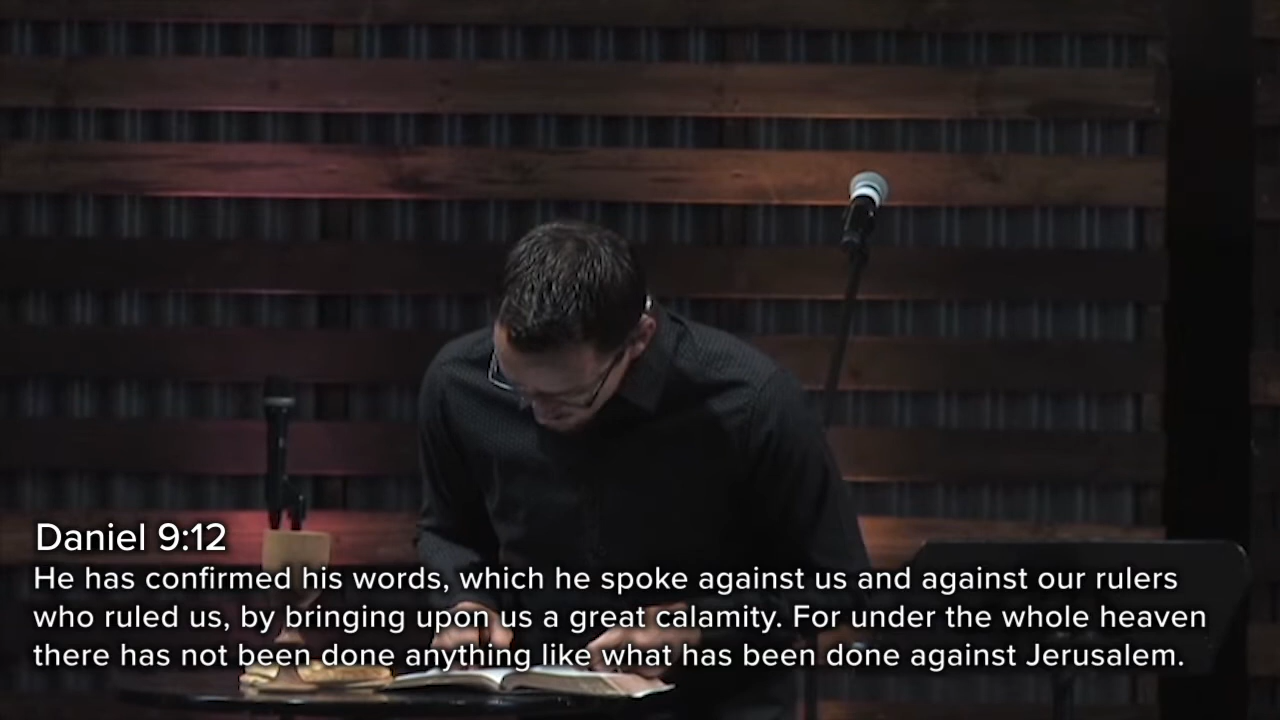 Daniel 9:12
He has confirmed his words, which he spoke against us and against our rulers
who ruled us, by bringing upon us a great calamity. For under the whole heaven
there has not been done anything like what has been done against Jerusalem.